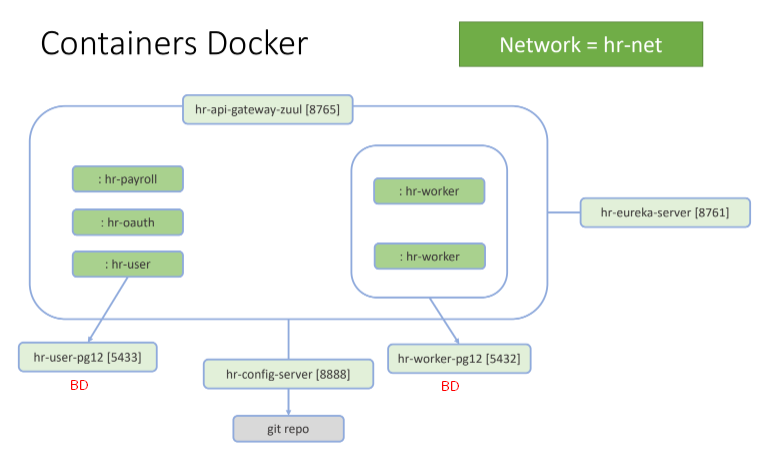 Containers Docker
Network = hr-net
hr-api-gateway-zuul [8765]
: hr-payroll
: hr-oauth
: hr-user
: hr-worker
: hr-worker
hr-eureka-server [8761]
hr-user-pg12 [5433]
BD
hr-config-server [8888]
hr-worker-pg12 [5432]
BD
git repo